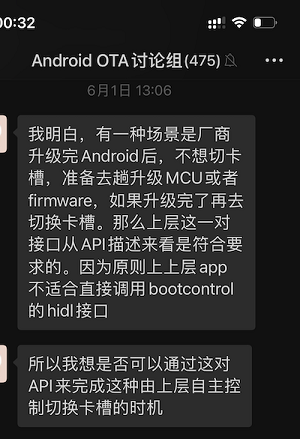 00:32
Android OTA讨论组(475)
6月1日 13:06
我明白，有一种场景是厂商
升级完Android后，不想切卡
槽，准备去趟升级MCU或者
firmware，如果升级完了再去
切换卡槽。那么上层这一对
接口从API描述来看是符合要
求的。因为原则上上层app
不适合直接调用bootcontrol
的hidl接口
所以我想是否可以通过这对
API来完成这种由上层自主控
制切换卡槽的时机